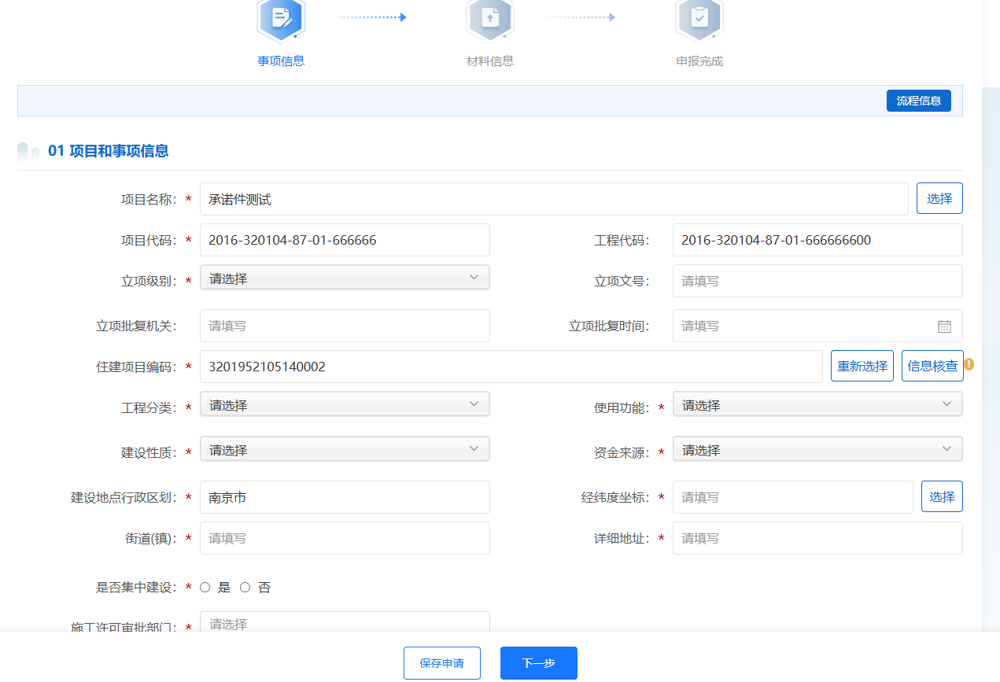 事项信息 材料信息 申报完成
流程信息
01 项目和事项信息
项目名称: * 承诺件测试 选择
项目代码: * 2016-320104-87-01-666666 工程代码: 2016-320104-87-01-666666600
立项级别: * 请选择 立项文号: 请填写
立项批复机关: 请填写 立项批复时间: 请填写
住建项目编码: * 3201952105140002 重新选择 信息核查
工程分类: * 请选择 使用功能: * 请选择
建设性质: * 请选择 资金来源: * 请选择
建设地点行政区划: * 南京市 经纬度坐标: * 请填写 选择
街道(镇): * 请填写 详细地址: * 请填写
是否集中建设: * 是 否
施工许可审批部门: * 请选择
保存申请 下一步